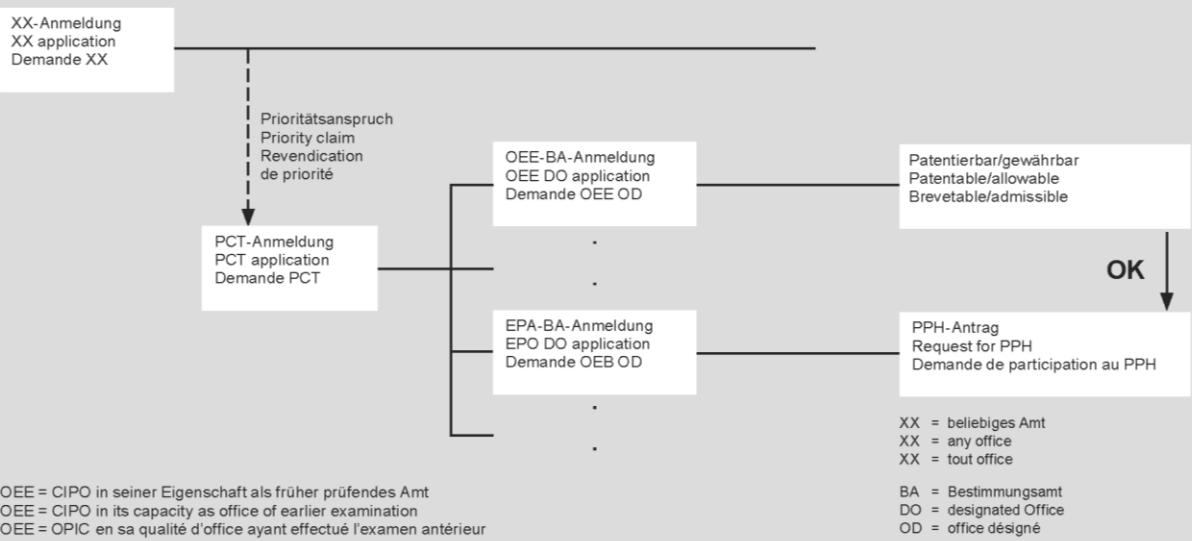 XX-Anmeldung
XX application
Demande XX
Prioritätsanspruch
Priority claim
Revendication
de priorité
OEE-BA-Anmeldung
OEE DO application
Demande OEE OD
Patentierbar/gewährbar
Patentable/allowable
Brevetable/admissible
PCT-Anmeldung
PCT application
Demande PCT
OK
EPA-BA-Anmeldung
EPO DO application
Demande OEB OD
PPH-Antrag
Request for PPH
Demande de participation au PPH
XX = beliebiges Amt
XX = any office
XX = tout office
OEE = CIPO in seiner Eigenschaft als früher prüfendes Amt
OEE = CIPO in its capacity as office of earlier examination
OEE = OPIC en sa qualité d'office ayant effectué l'examen antérieur
BA = Bestimmungsamt
DO = designated Office
OD = office désigné